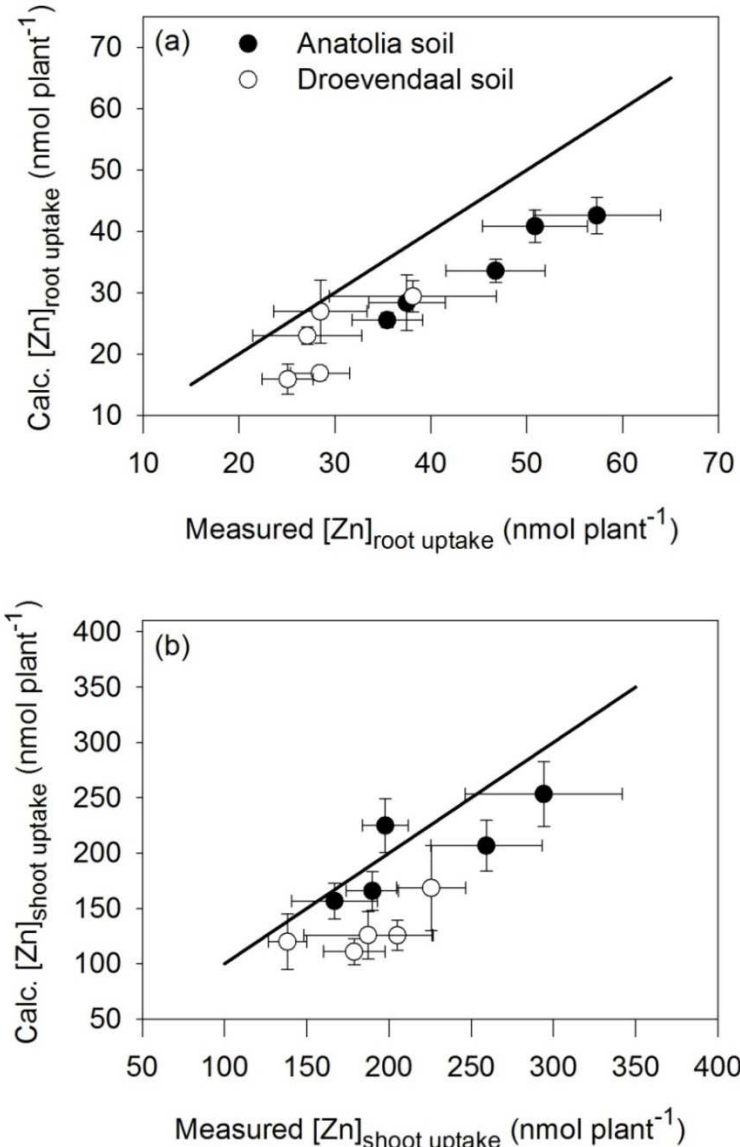 (a)
Anatolia soil
Droevendaal soil
Calc. [Zn]root uptake (nmol plant-1)
70
60
50
40
30
20
10
10 20 30 40 50 60 70
Measured [Zn]root uptake (nmol plant-1)
(b)
Calc. [Zn]shoot uptake (nmol plant-1)
400
350
300
250
200
150
100
50
50 100 150 200 250 300 350 400
Measured [Zn]shoot uptake (nmol plant-1)